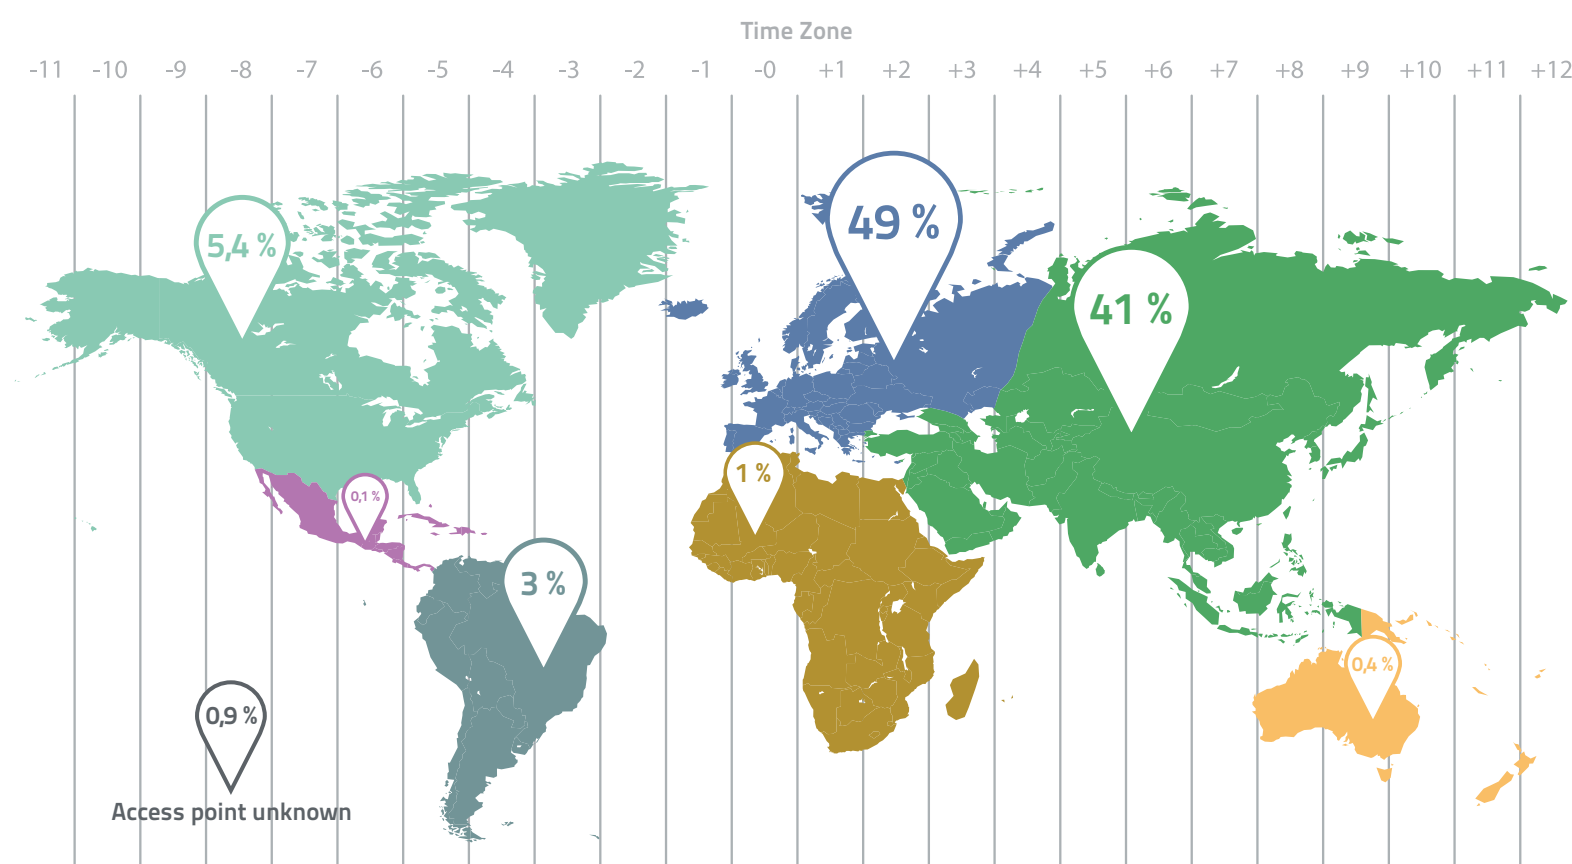 Time Zone
-11 -10 -9 -8 -7 -6 -5 -4 -3 -2 -1 -0 +1 +2 +3 +4 +5 +6 +7 +8 +9 +10 +11 +12
49 %
5,4 %
41 %
1 %
0,1 %
3 %
0,4 %
0,9 %
Access point unknown